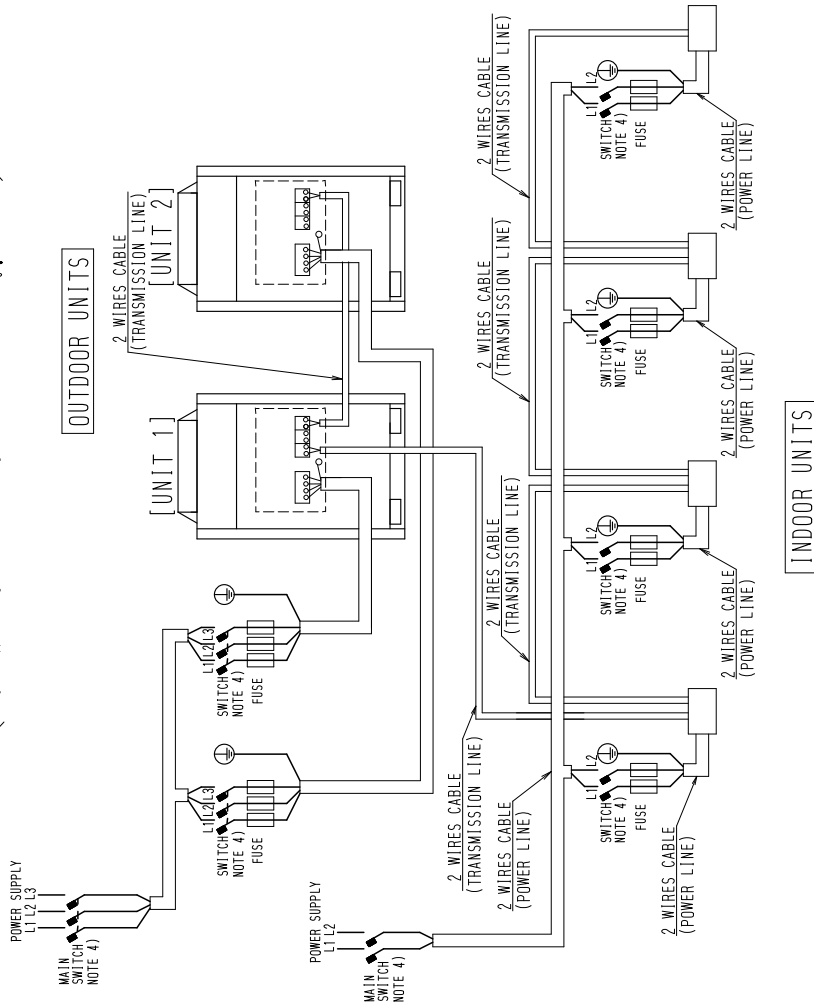 OUTDOOR UNITS
[UNIT 1]
[UNIT 2]
2 WIRES CABLE
(TRANSMISSION LINE)
POWER SUPPLY
L1 L2 L3
MAIN
SWITCH
NOTE 4)
L1 L2 L3
SWITCH
NOTE 4)
FUSE
L1 L2 L3
SWITCH
NOTE 4)
FUSE
POWER SUPPLY
L1 L2
MAIN
SWITCH
NOTE 4)
2 WIRES CABLE
(TRANSMISSION LINE)
2 WIRES CABLE
(POWER LINE)
2 WIRES CABLE
(TRANSMISSION LINE)
2 WIRES CABLE
(TRANSMISSION LINE)
2 WIRES CABLE
(TRANSMISSION LINE)
L1 L2
SWITCH
NOTE 4)
FUSE
2 WIRES CABLE
(POWER LINE)
L1 L2
SWITCH
NOTE 4)
FUSE
2 WIRES CABLE
(POWER LINE)
L1 L2
SWITCH
NOTE 4)
FUSE
2 WIRES CABLE
(POWER LINE)
L1 L2
SWITCH
NOTE 4)
FUSE
2 WIRES CABLE
(POWER LINE)
INDOOR UNITS